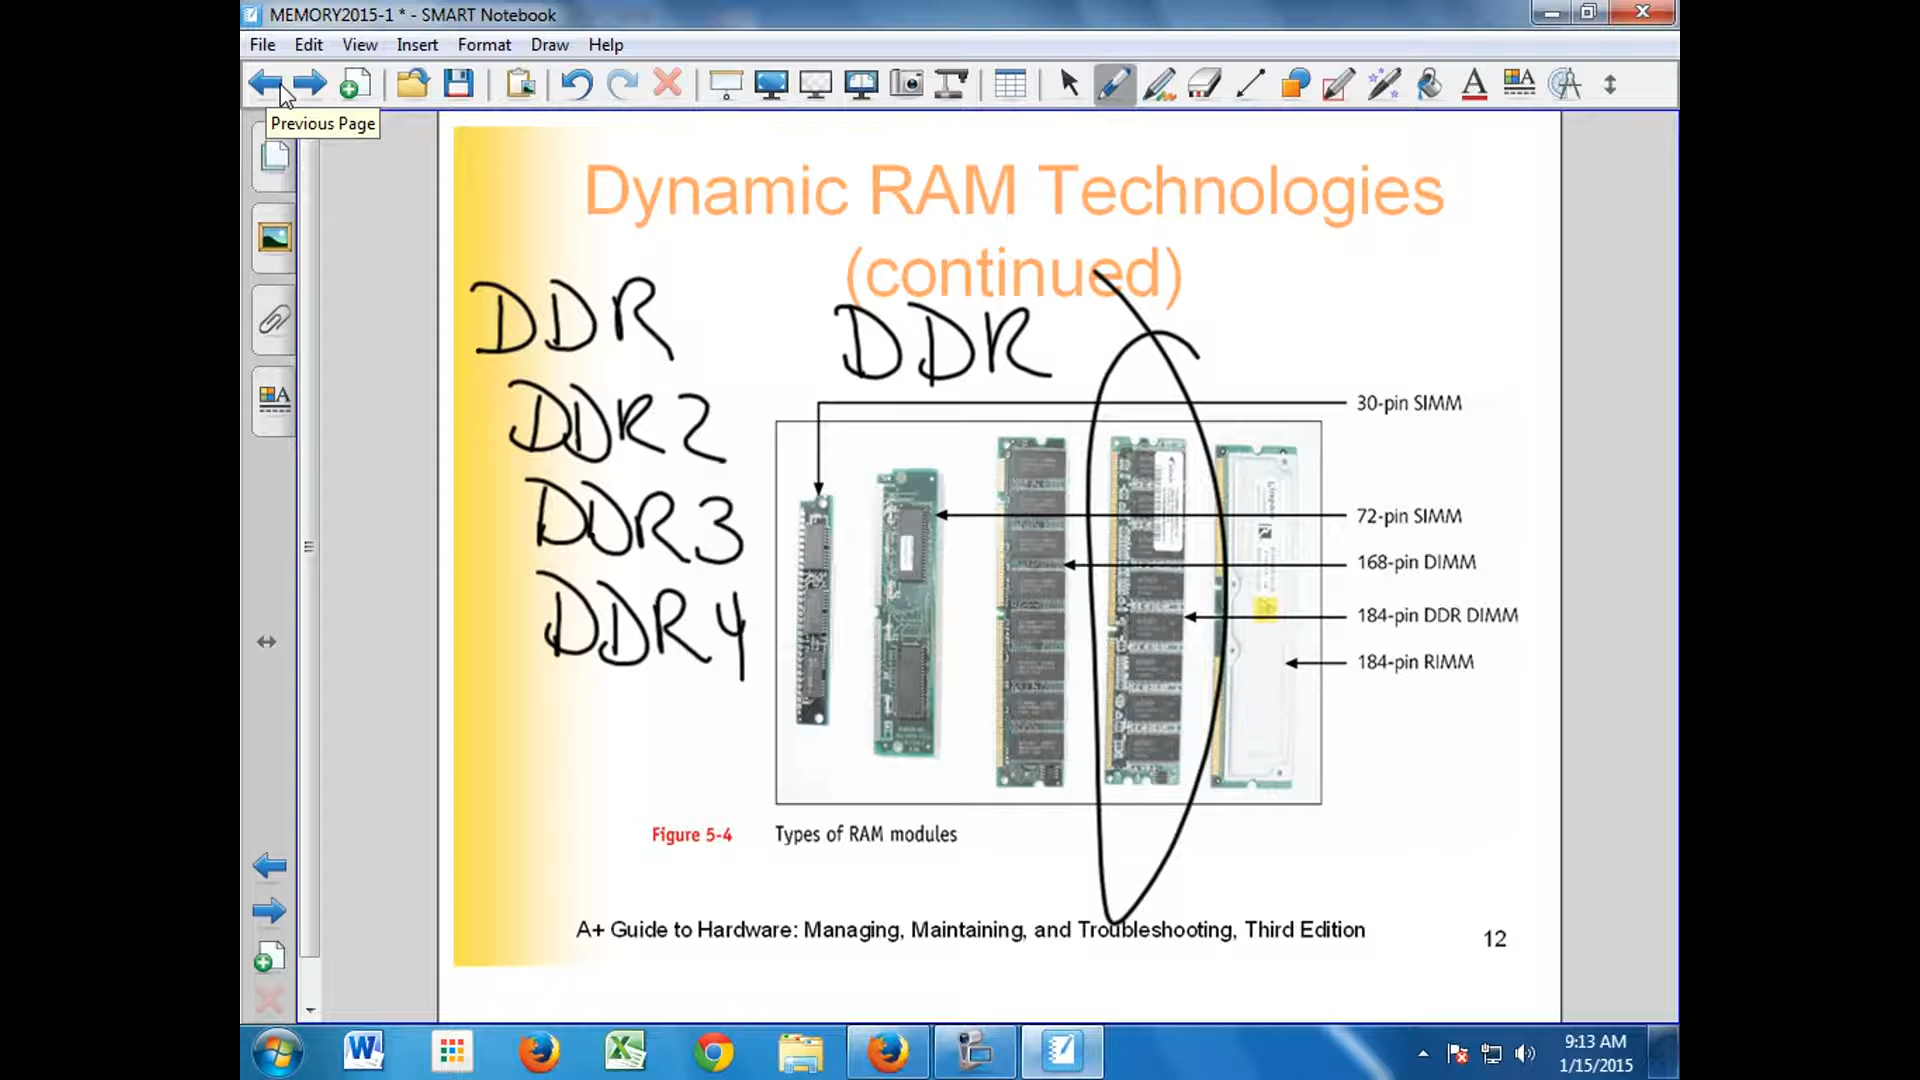 MEMORY2015-1 * - SMART Notebook
File Edit View Insert Format Draw Help
Previous Page
Dynamic RAM Technologies
(continued)
DDR
DDR
DDR2
DDR3
DDR4
30-pin SIMM
72-pin SIMM
168-pin DIMM
184-pin DDR DIMM
184-pin RIMM
Figure 5-4 Types of RAM modules
A+ Guide to Hardware: Managing, Maintaining, and Troubleshooting, Third Edition
12
9:13 AM
1/15/2015